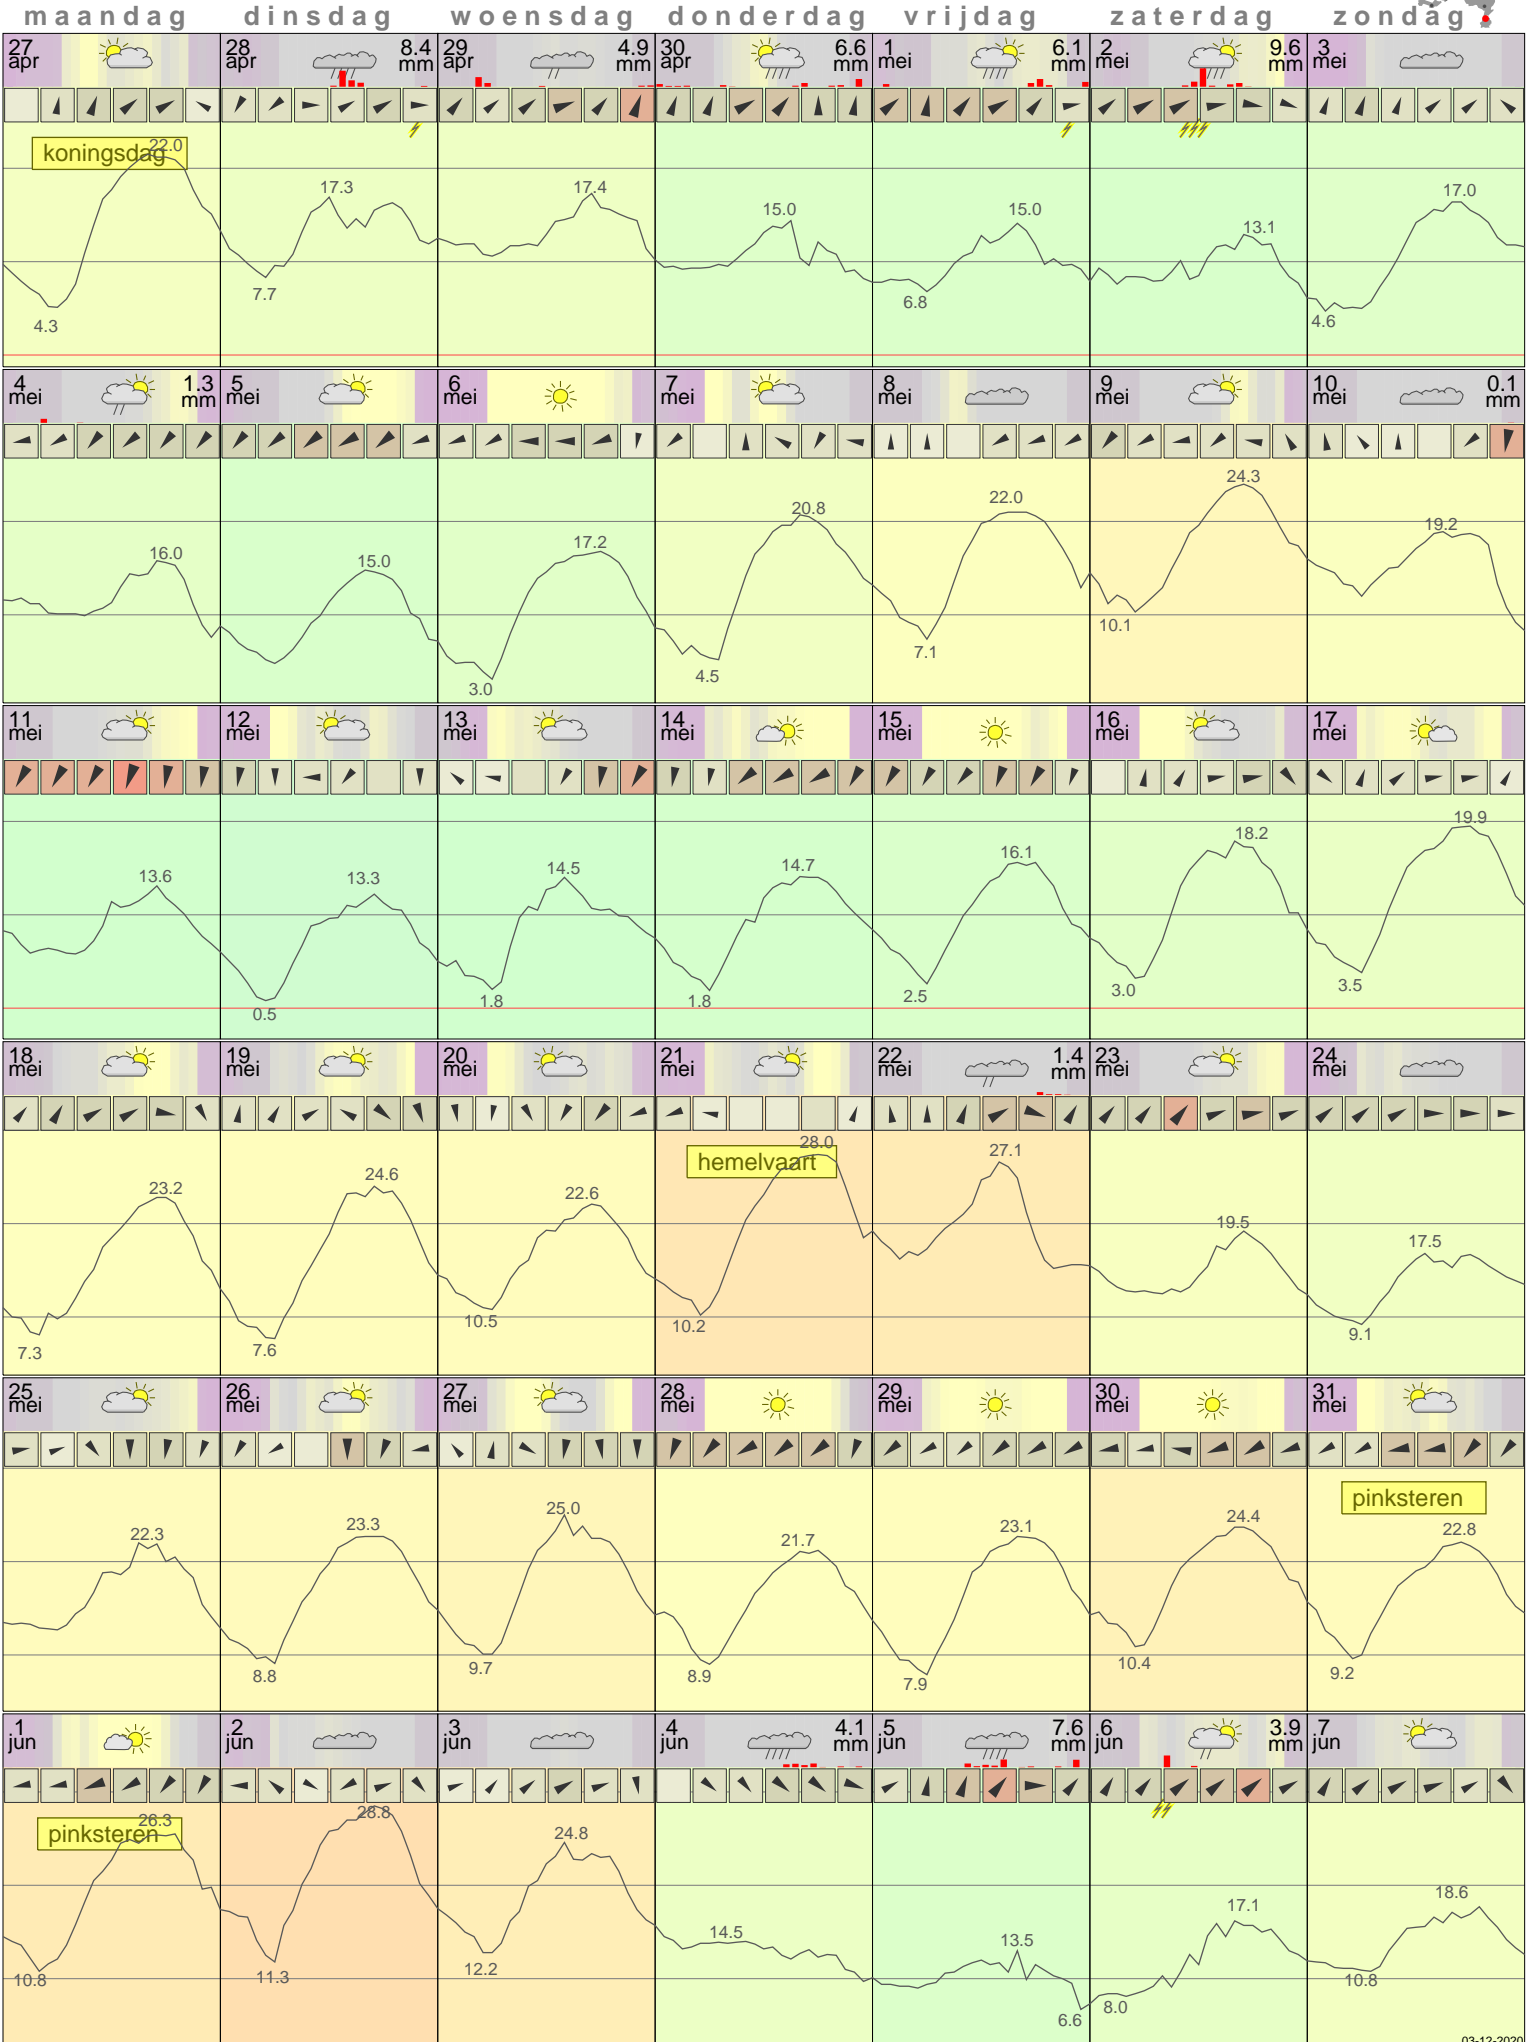 maandag dinsdag woensdag donderdag vrijdag zaterdag zondag
27 28 8.4 29 4.9 30 6.6 1 6.1 2 9.6 3
apr apr mm apr mm apr mm mei mm mei mm mei
koningsdag 22.0
17.3 17.4 15.0 15.0 13.1 17.0
4.3 7.7 6.8 4.6
4 1.3 5 6 7 8 9 10 0.1
mei mm mei mei mei mei mei mei mm
16.0 15.0 17.2 20.8 22.0 24.3 19.2
3.0 4.5 7.1 10.1
11 12 13 14 15 16 17
mei mei mei mei mei mei mei
13.6 13.3 14.5 14.7 16.1 18.2 19.9
0.5 1.8 1.8 2.5 3.0 3.5
18 19 20 21 22 1.4 23 24
mei mei mei mei mei mm mei mei
hemelvaart 28.0
23.2 24.6 22.6 27.1 19.5 17.5
7.3 7.6 10.5 10.2 9.1
25 26 27 28 29 30 31
mei mei mei mei mei mei mei
pinksteren
22.3 23.3 25.0 21.7 23.1 24.4 22.8
8.8 9.7 8.9 7.9 10.4 9.2
1 2 3 4 4.1 5 7.6 6 3.9 7
jun jun jun jun mm jun mm jun mm jun
pinksteren 26.3
28.8 24.8 14.5 13.5 17.1 18.6
10.8 11.3 12.2 6.6 8.0 10.8
03-12-2020